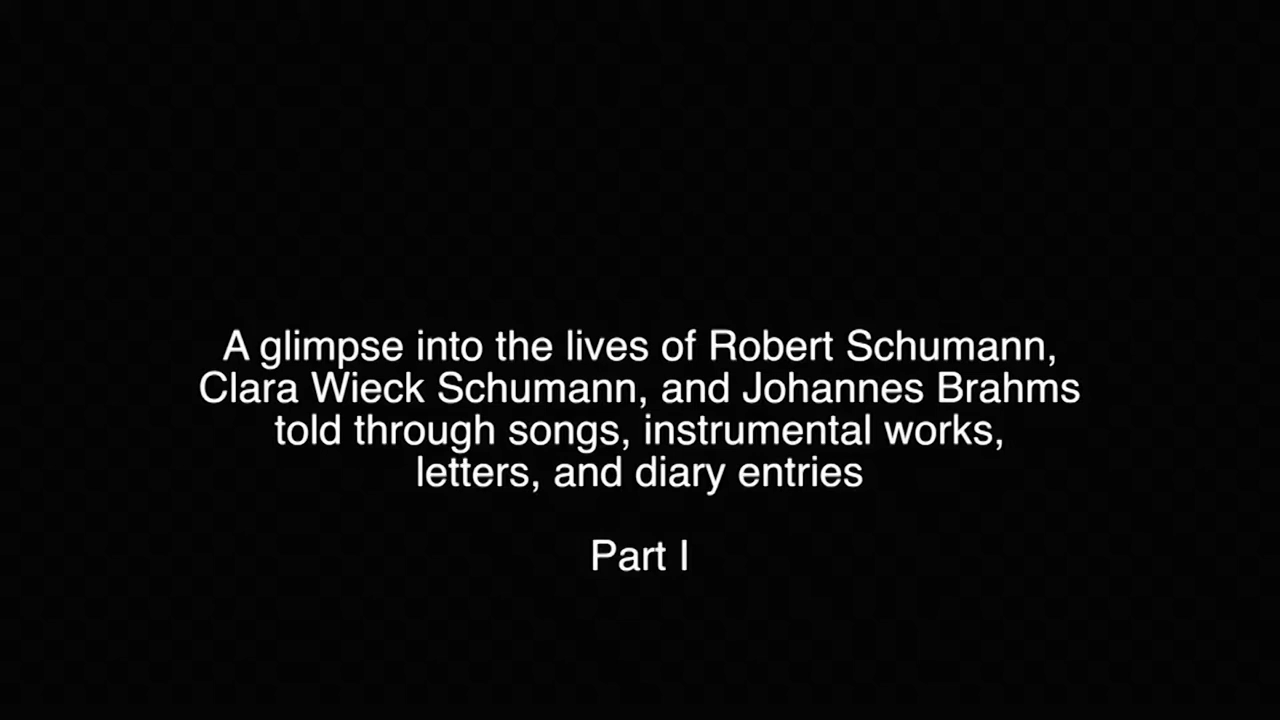 A glimpse into the lives of Robert Schumann,
Clara Wieck Schumann, and Johannes Brahms
told through songs, instrumental works,
letters, and diary entries
Part I